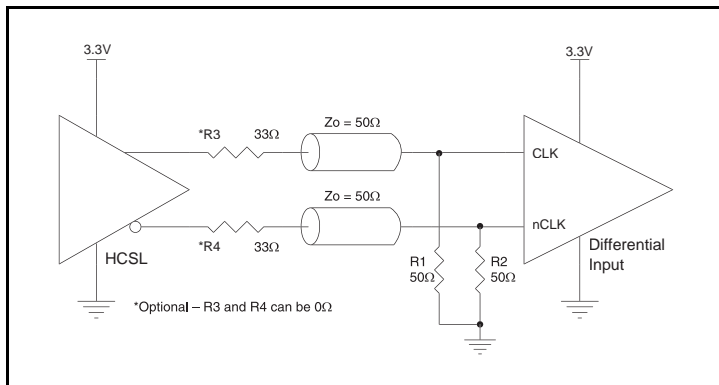 3.3V
3.3V
*R3
33Ω
Zo = 50Ω
CLK
Zo = 50Ω
nCLK
*R4
33Ω
HCSL
R1
50Ω
R2
50Ω
Differential
Input
*Optional – R3 and R4 can be 0Ω